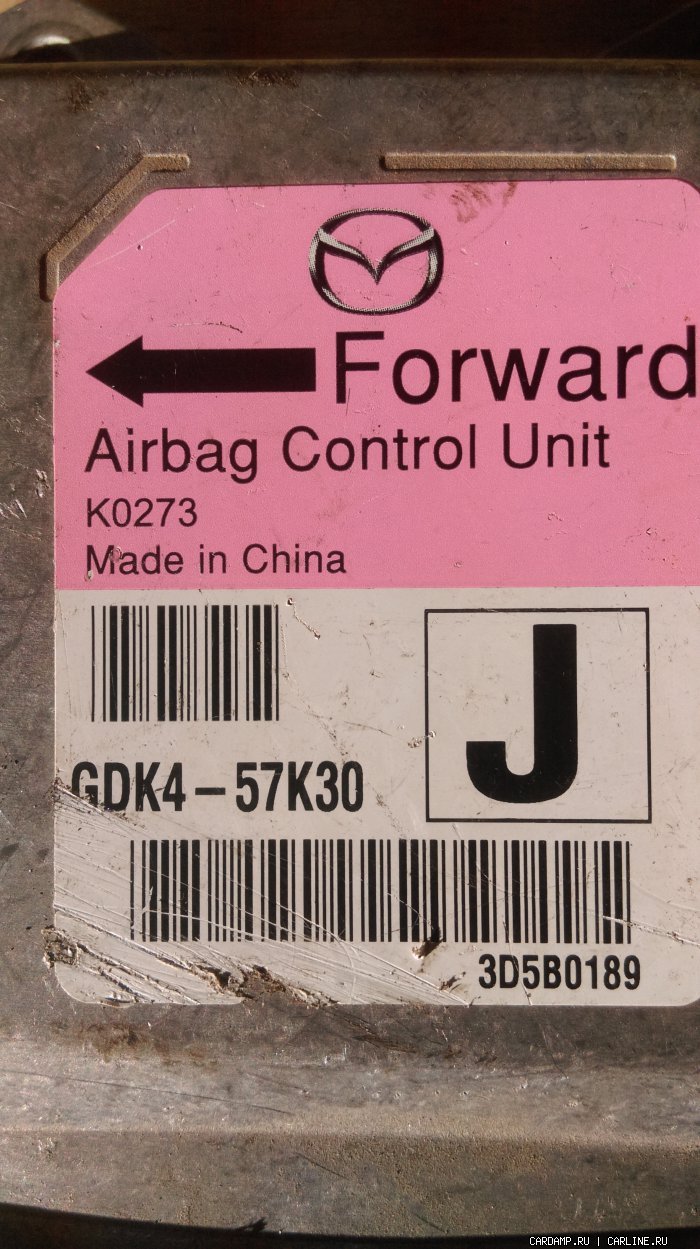 Forward
Airbag Control Unit
K0273
Made in China
J
GDK4-57K30
3D5B0189
CARDAMP.RU | CARLINE.RU